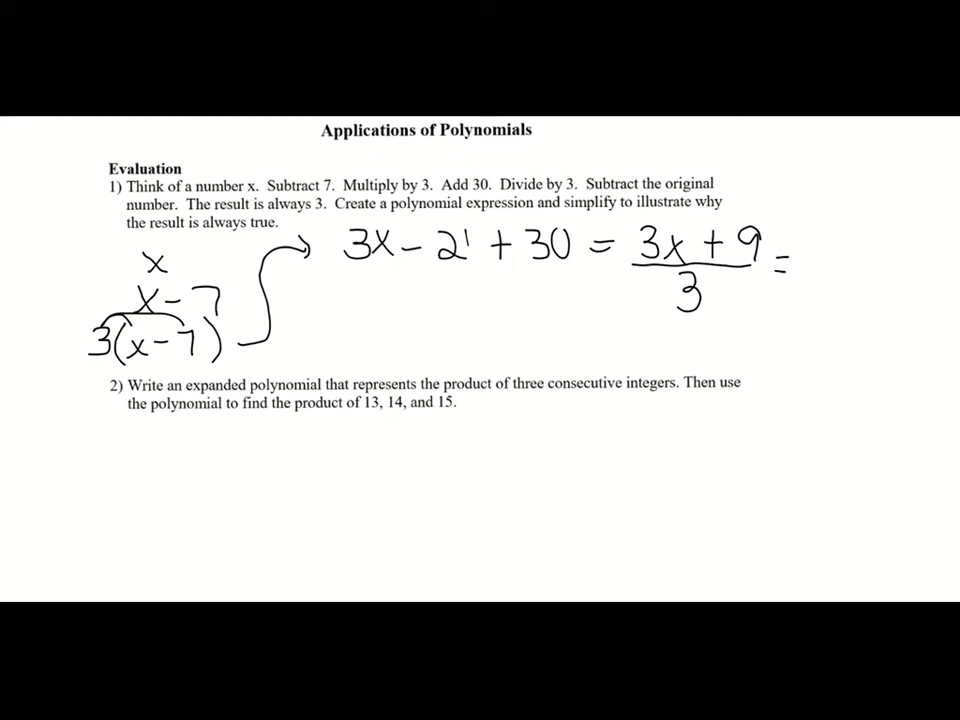 Applications of Polynomials
Evaluation
1) Think of a number x. Subtract 7. Multiply by 3. Add 30. Divide by 3. Subtract the original
number. The result is always 3. Create a polynomial expression and simplify to illustrate why
the result is always true.
x
x - 7
3(x - 7)
3x - 21 + 30 = 3x + 9 =
3
2) Write an expanded polynomial that represents the product of three consecutive integers. Then use
the polynomial to find the product of 13, 14, and 15.